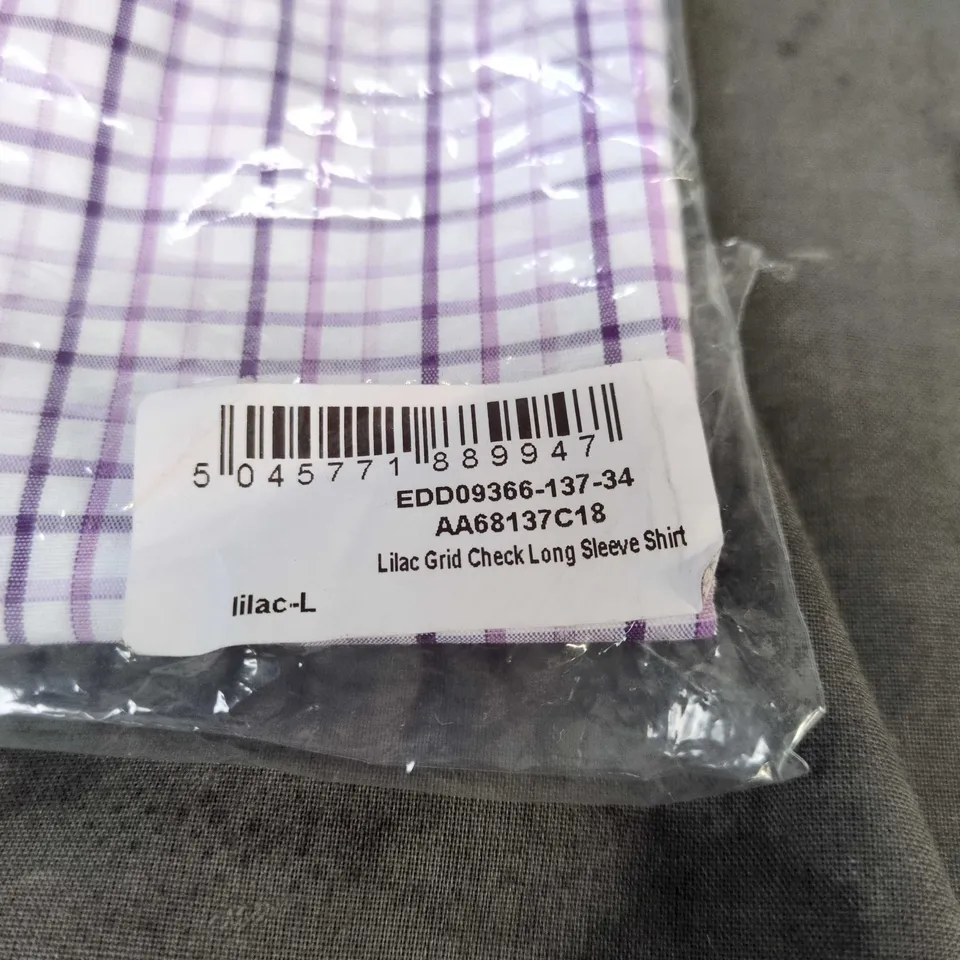 5 045771 889947
EDD09366-137-34
AA68137C18
Lilac Grid Check Long Sleeve Shirt
lilac-L